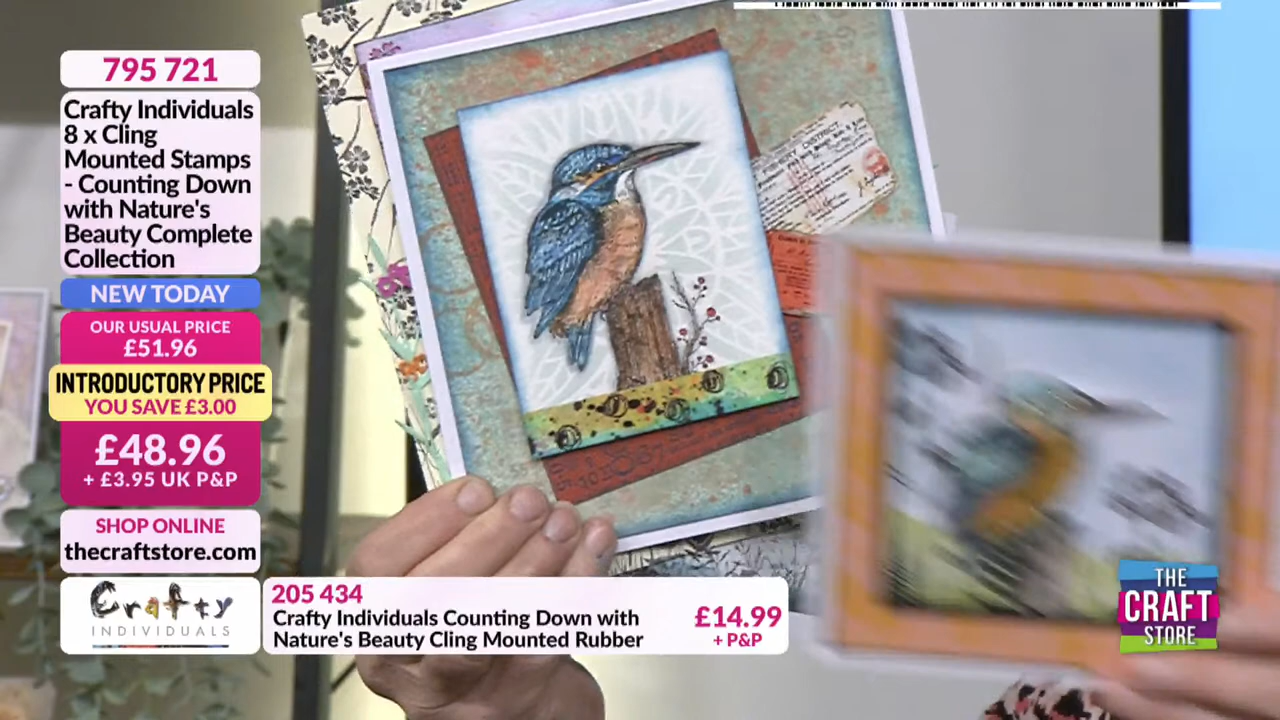 795 721
Crafty Individuals
8 x Cling
Mounted Stamps
- Counting Down
with Nature's
Beauty Complete
Collection
NEW TODAY
OUR USUAL PRICE
£51.96
INTRODUCTORY PRICE
YOU SAVE £3.00
£48.96
+ £3.95 UK P&P
SHOP ONLINE
thecraftstore.com
Crafty
INDIVIDUALS
205 434
Crafty Individuals Counting Down with
Nature's Beauty Cling Mounted Rubber
£14.99
+ P&P
THE
CRAFT
STORE
DISTRICT